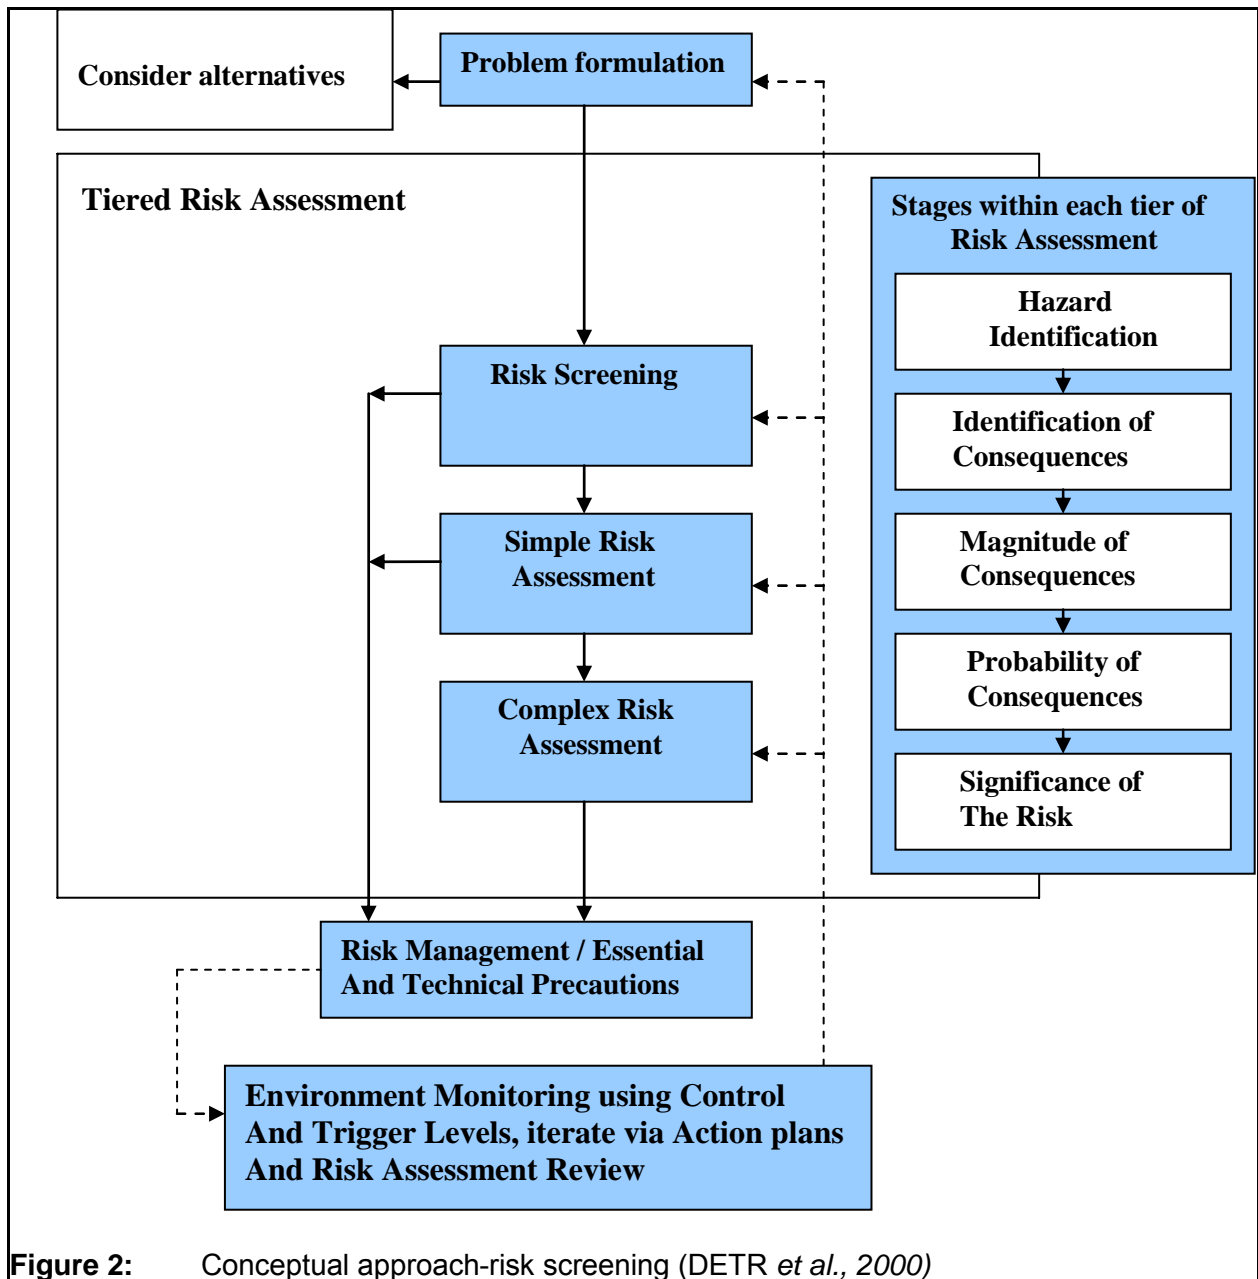 Problem formulation
Consider alternatives
Tiered Risk Assessment
Risk Screening
Simple Risk
Assessment
Complex Risk
Assessment
Stages within each tier of
Risk Assessment
Hazard
Identification
Identification of
Consequences
Magnitude of
Consequences
Probability of
Consequences
Significance of
The Risk
Risk Management / Essential
And Technical Precautions
Environment Monitoring using Control
And Trigger Levels, iterate via Action plans
And Risk Assessment Review
Figure 2: Conceptual approach-risk screening (DETR et al., 2000)